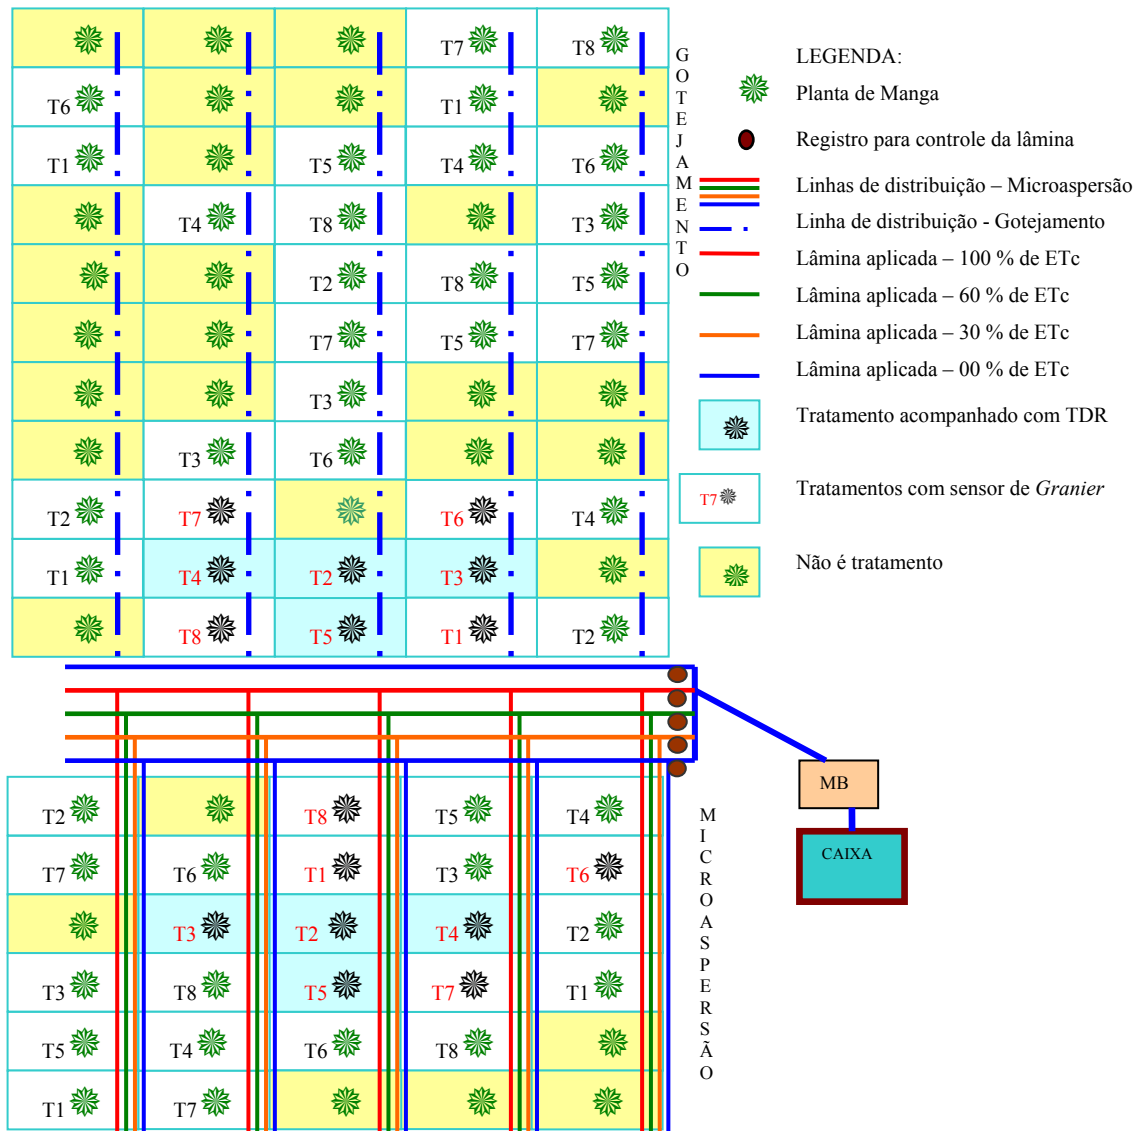 T7 T8
T6 T1
T1 T5 T4 T6
T4 T8 T3
T2 T8 T5
T7 T5 T7
T3
T3 T6
T2 T7 T6 T4
T1 T4 T2 T3
T8 T5 T1 T2
G
O
T
E
J
A
M
E
N
T
O
LEGENDA:
Planta de Manga
Registro para controle da lâmina
Linhas de distribuição – Microaspersão
Linha de distribuição - Gotejamento
Lâmina aplicada – 100 % de ETc
Lâmina aplicada – 60 % de ETc
Lâmina aplicada – 30 % de ETc
Lâmina aplicada – 00 % de ETc
Tratamento acompanhado com TDR
T7
Tratamentos com sensor de Granier
Não é tratamento
MB
CAIXA
T2 T8 T5 T4
T7 T6 T1 T3 T6
T3 T2 T4 T2
T3 T8 T5 T7 T1
T5 T4 T6 T8
T1 T7
M
I
C
R
O
A
S
P
E
R
S
Ã
O